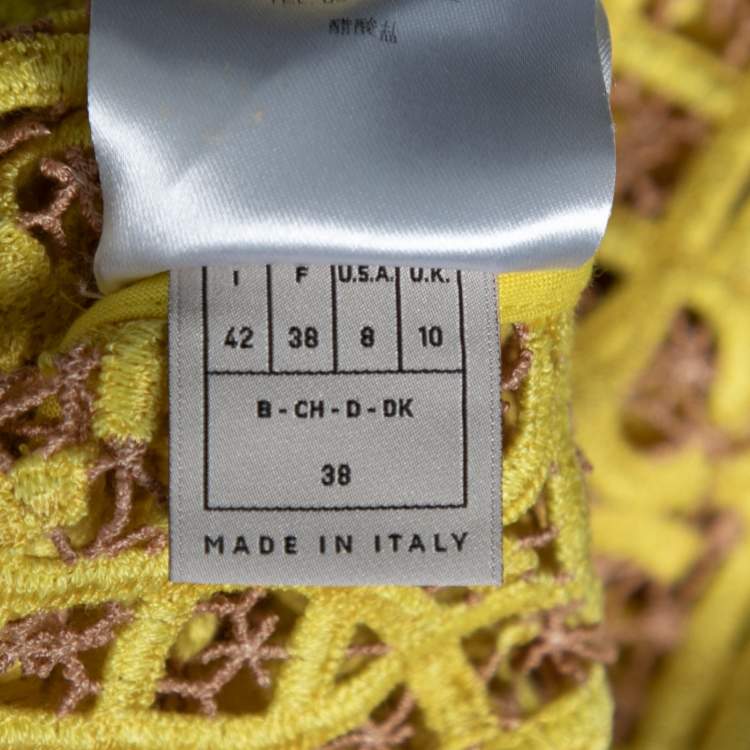 醋酸盐
I F U.S.A. U.K.
42 38 8 10
B - CH - D - DK
38
MADE IN ITALY